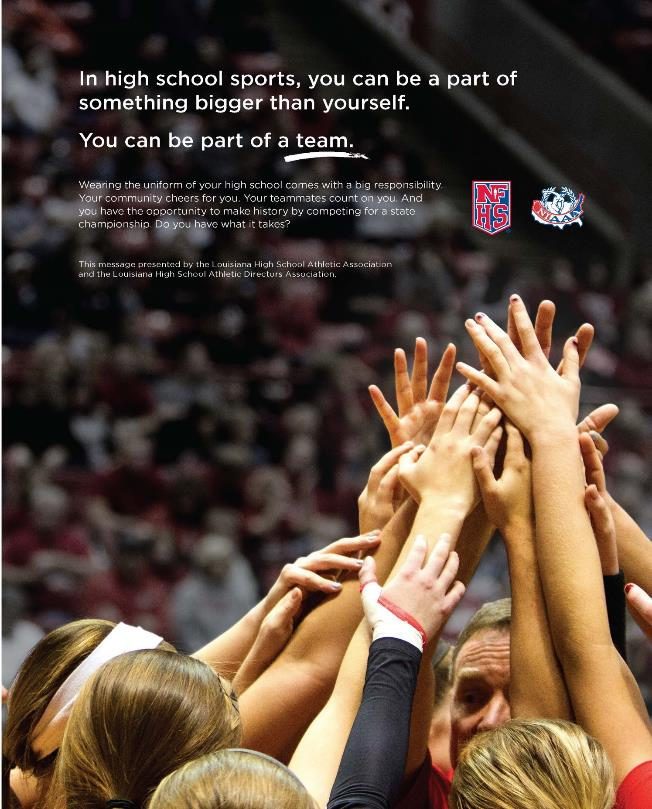 In high school sports, you can be a part of
something bigger than yourself.
You can be part of a team.
Wearing the uniform of your high school comes with a big responsibility.
Your community cheers for you. Your teammates count on you. And
you have the opportunity to make history by competing for a state
championship. Do you have what it takes?
NF
HS
NIAAA
This message presented by the Louisiana High School Athletic Association
and the Louisiana High School Athletic Directors Association.